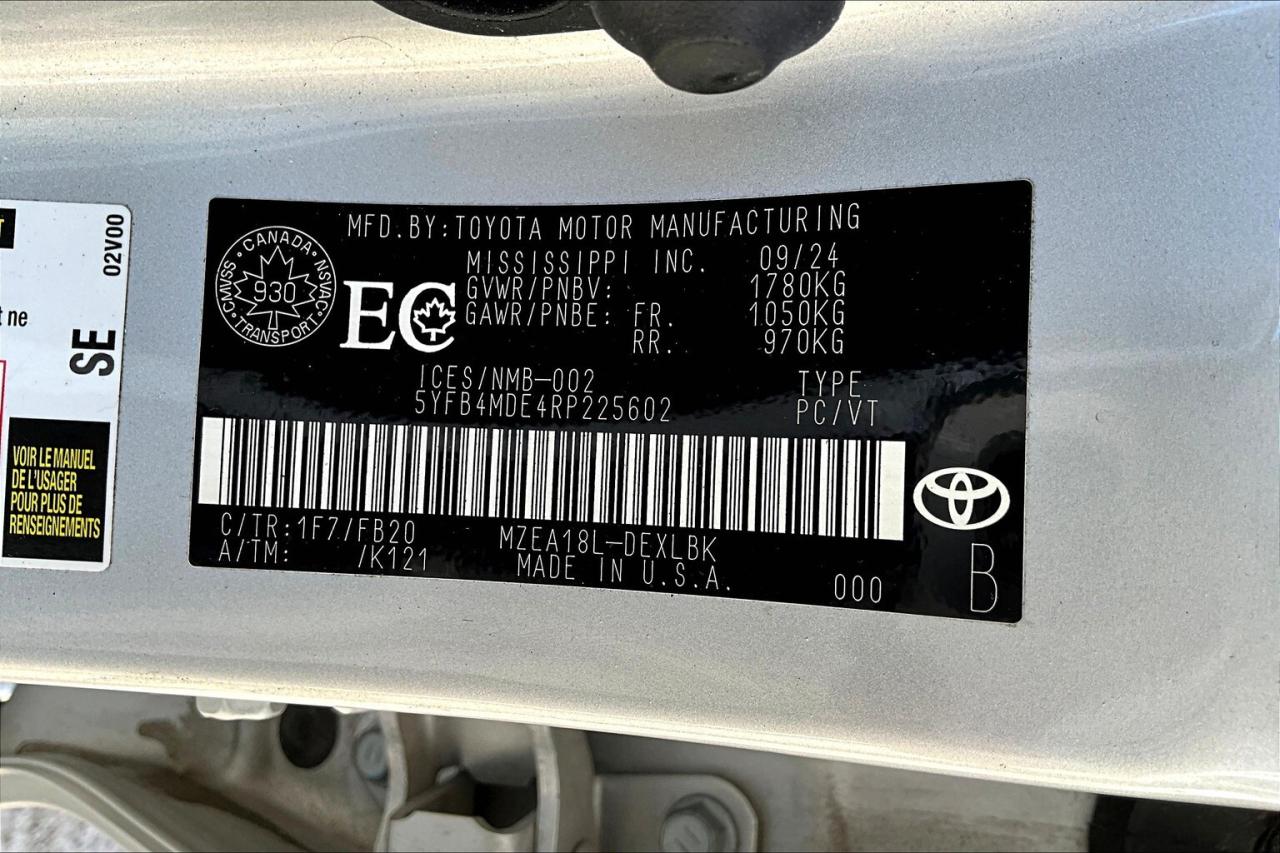 02V00
t ne
SE
VOIR LE MANUEL
DE L'USAGER
POUR PLUS DE
RENSEIGNEMENTS
MFD.BY:TOYOTA MOTOR MANUFACTURING
MISSISSIPPI INC. 09/24
GVWR/PNBV: 1780KG
GAWR/PNBE: FR. 1050KG
RR. 970KG
CANADA
CMVSS 930 NSVAC
TRANSPORT
EC
ICES/NMB-002 TYPE
5YFB4MDE4RP225602 PC/VT
C/TR:1F7/FB20 MZEA18L-DEXLBK
A/TM: /K121 MADE IN U.S.A. 000
B